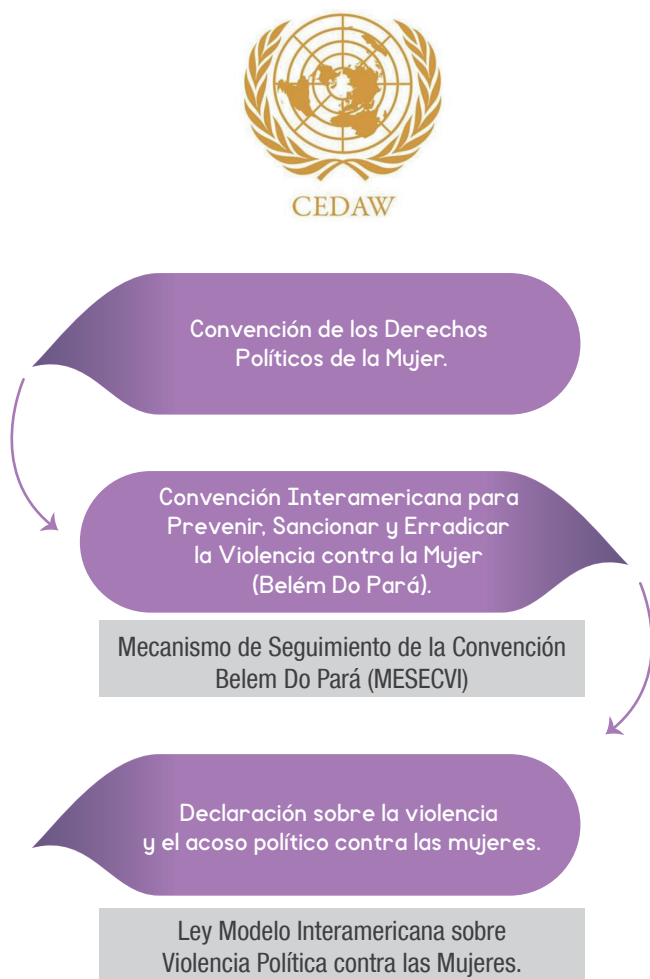 CEDAW
Convención de los Derechos
Políticos de la Mujer.
Convención Interamericana para
Prevenir, Sancionar y Erradicar
la Violencia contra la Mujer
(Belém Do Pará).
Mecanismo de Seguimiento de la Convención
Belem Do Pará (MESECVI)
Declaración sobre la violencia
y el acoso político contra las mujeres.
Ley Modelo Interamericana sobre
Violencia Política contra las Mujeres.